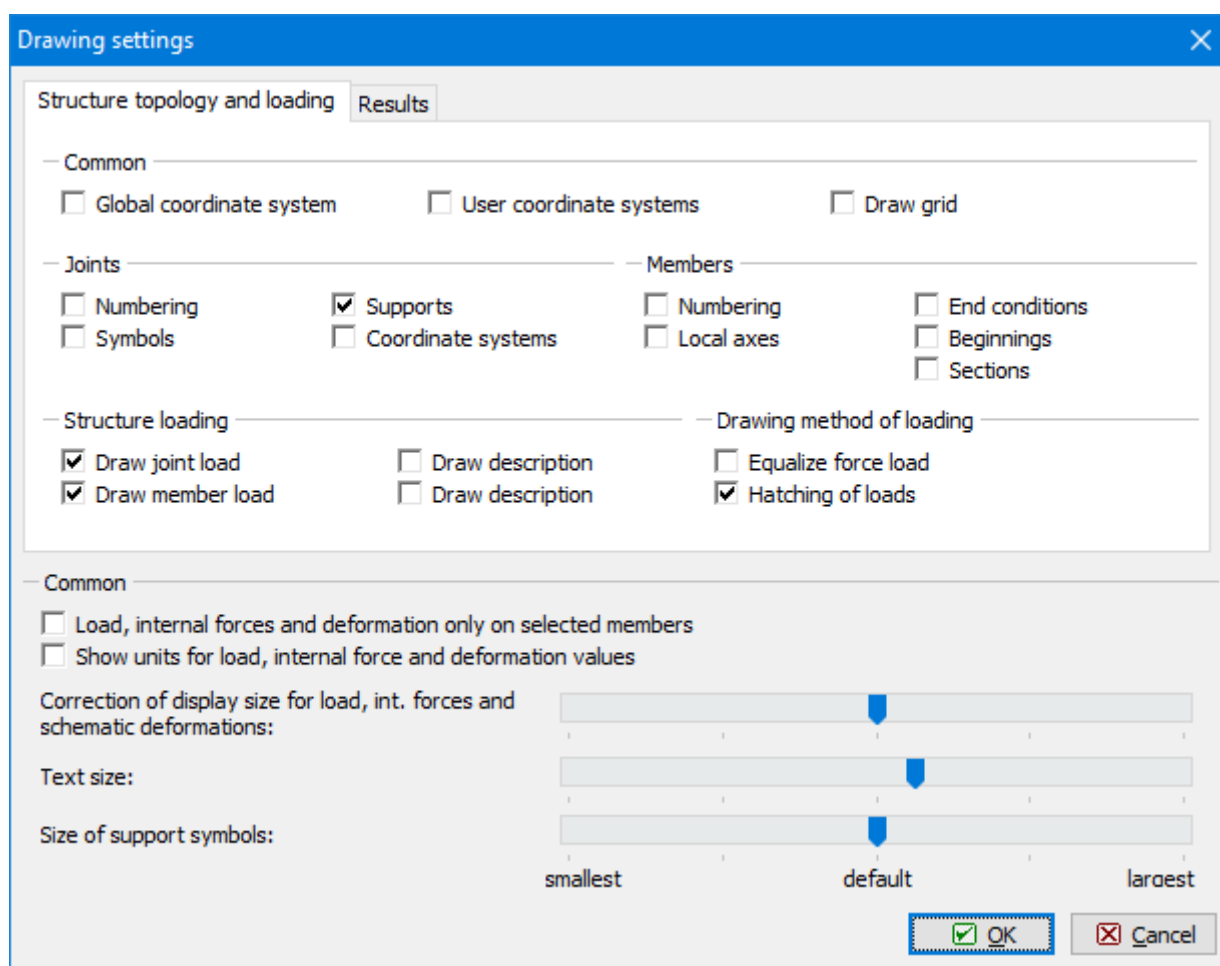 Drawing settings
Structure topology and loading Results
Common
Global coordinate system User coordinate systems Draw grid
Joints Members
Numbering Supports Numbering End conditions
Symbols Coordinate systems Local axes Beginnings
Sections
Structure loading Drawing method of loading
Draw joint load Draw description Equalize force load
Draw member load Draw description Hatching of loads
Common
Load, internal forces and deformation only on selected members
Show units for load, internal force and deformation values
Correction of display size for load, int. forces and
schematic deformations:
Text size:
Size of support symbols:
smallest default largest
OK Cancel